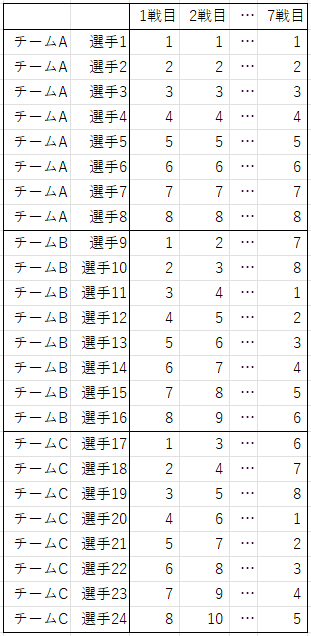 1戦目 2戦目 … 7戦目
チームA 選手1 1 1 … 1
チームA 選手2 2 2 … 2
チームA 選手3 3 3 … 3
チームA 選手4 4 4 … 4
チームA 選手5 5 5 … 5
チームA 選手6 6 6 … 6
チームA 選手7 7 7 … 7
チームA 選手8 8 8 … 8
チームB 選手9 1 2 … 7
チームB 選手10 2 3 … 8
チームB 選手11 3 4 … 1
チームB 選手12 4 5 … 2
チームB 選手13 5 6 … 3
チームB 選手14 6 7 … 4
チームB 選手15 7 8 … 5
チームB 選手16 8 9 … 6
チームC 選手17 1 3 … 6
チームC 選手18 2 4 … 7
チームC 選手19 3 5 … 8
チームC 選手20 4 6 … 1
チームC 選手21 5 7 … 2
チームC 選手22 6 8 … 3
チームC 選手23 7 9 … 4
チームC 選手24 8 10 … 5